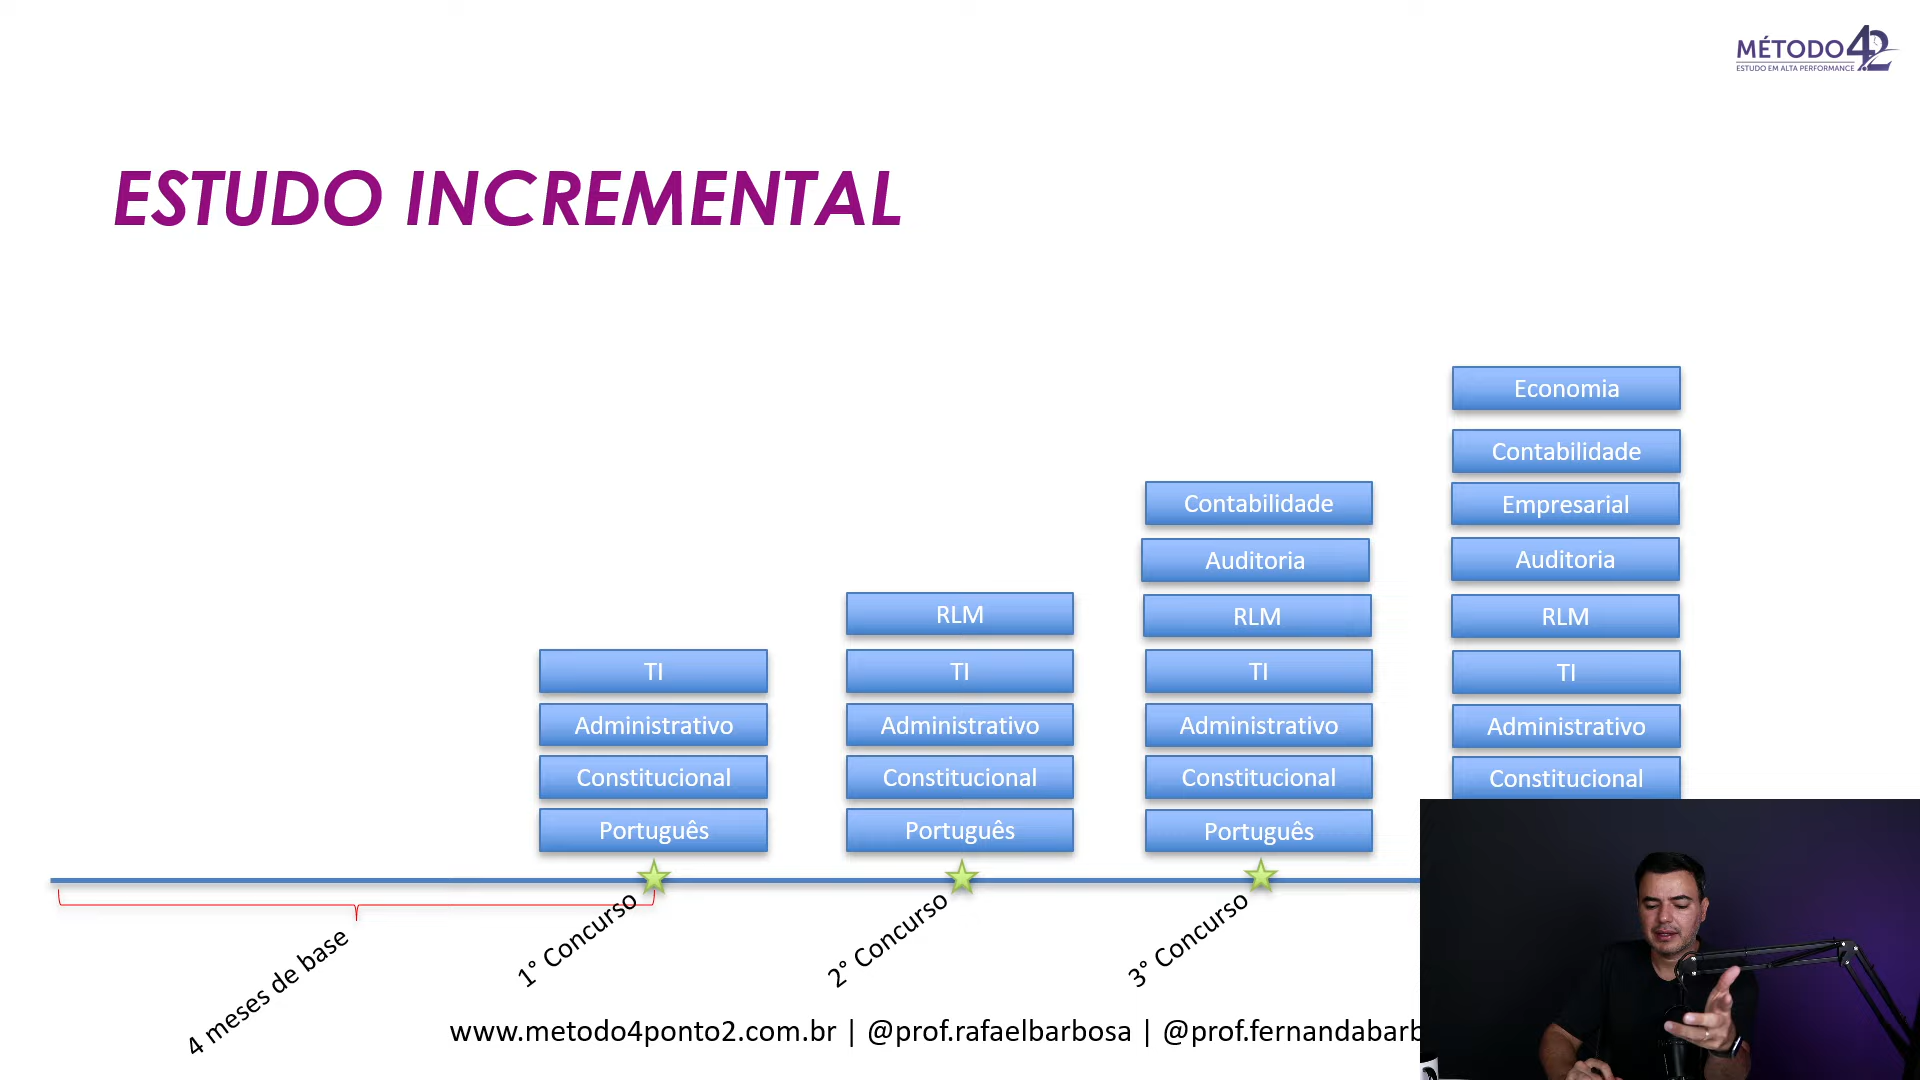 MÉTODO 4.2
ESTUDO EM ALTA PERFORMANCE
ESTUDO INCREMENTAL
TI
Administrativo
Constitucional
Português
RLM
TI
Administrativo
Constitucional
Português
Contabilidade
Auditoria
RLM
TI
Administrativo
Constitucional
Português
Economia
Contabilidade
Empresarial
Auditoria
RLM
TI
Administrativo
Constitucional
4 meses de base
1° Concurso
2° Concurso
3° Concurso
www.metodo4ponto2.com.br | @prof.rafaelbarbosa | @prof.fernandabarb